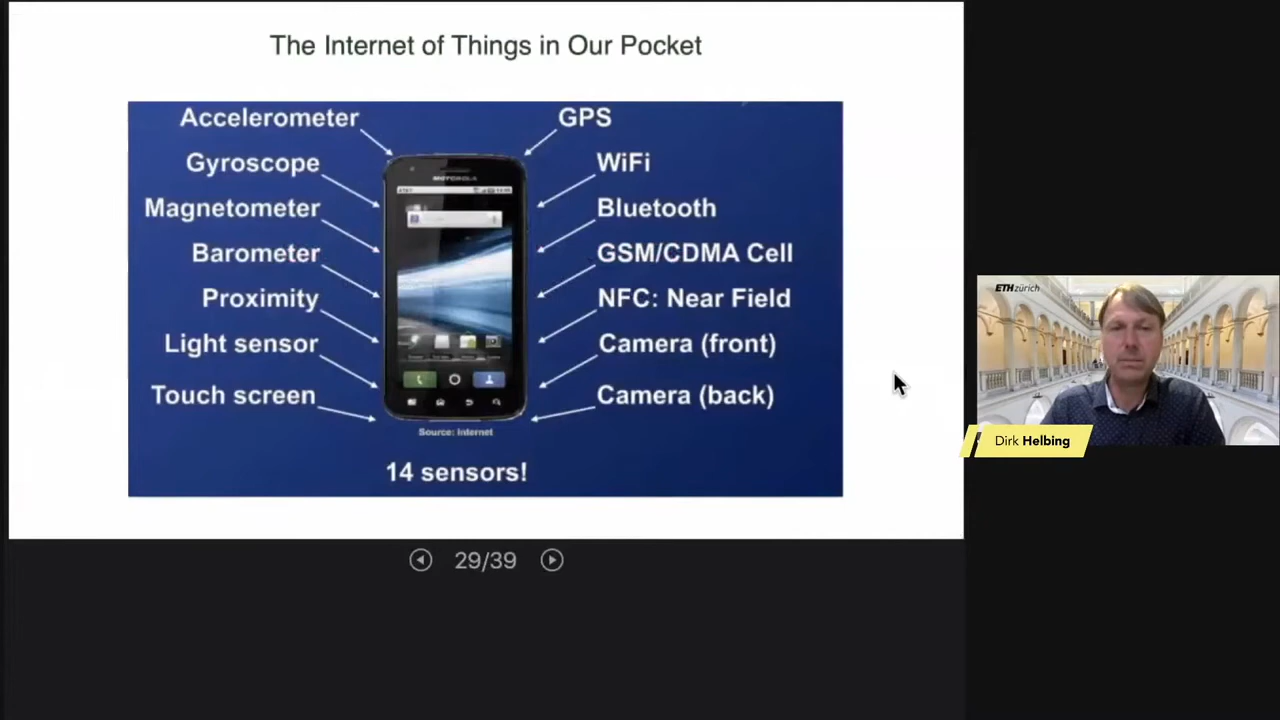 The Internet of Things in Our Pocket
Accelerometer
Gyroscope
Magnetometer
Barometer
Proximity
Light sensor
Touch screen
GPS
WiFi
Bluetooth
GSM/CDMA Cell
NFC: Near Field
Camera (front)
Camera (back)
MOTOROLA
Source: Internet
14 sensors!
29/39
ETH zürich
Dirk Helbing